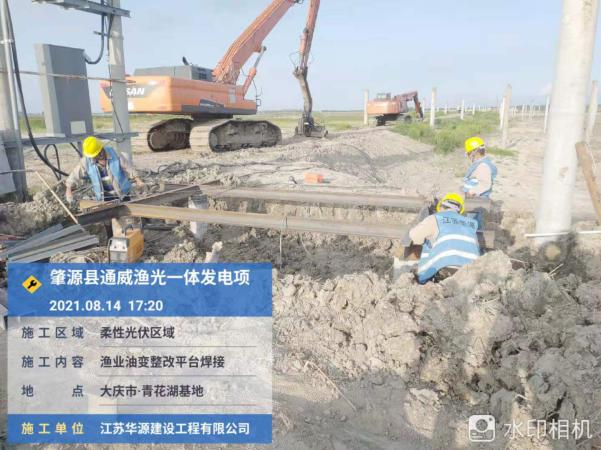 肇源县通威渔光一体发电项
2021.08.14 17:20
施工区域 柔性光伏区域
施工内容 渔业油变整改平台焊接
地点 大庆市·青花湖基地
施工单位 江苏华源建设工程有限公司
水印相机